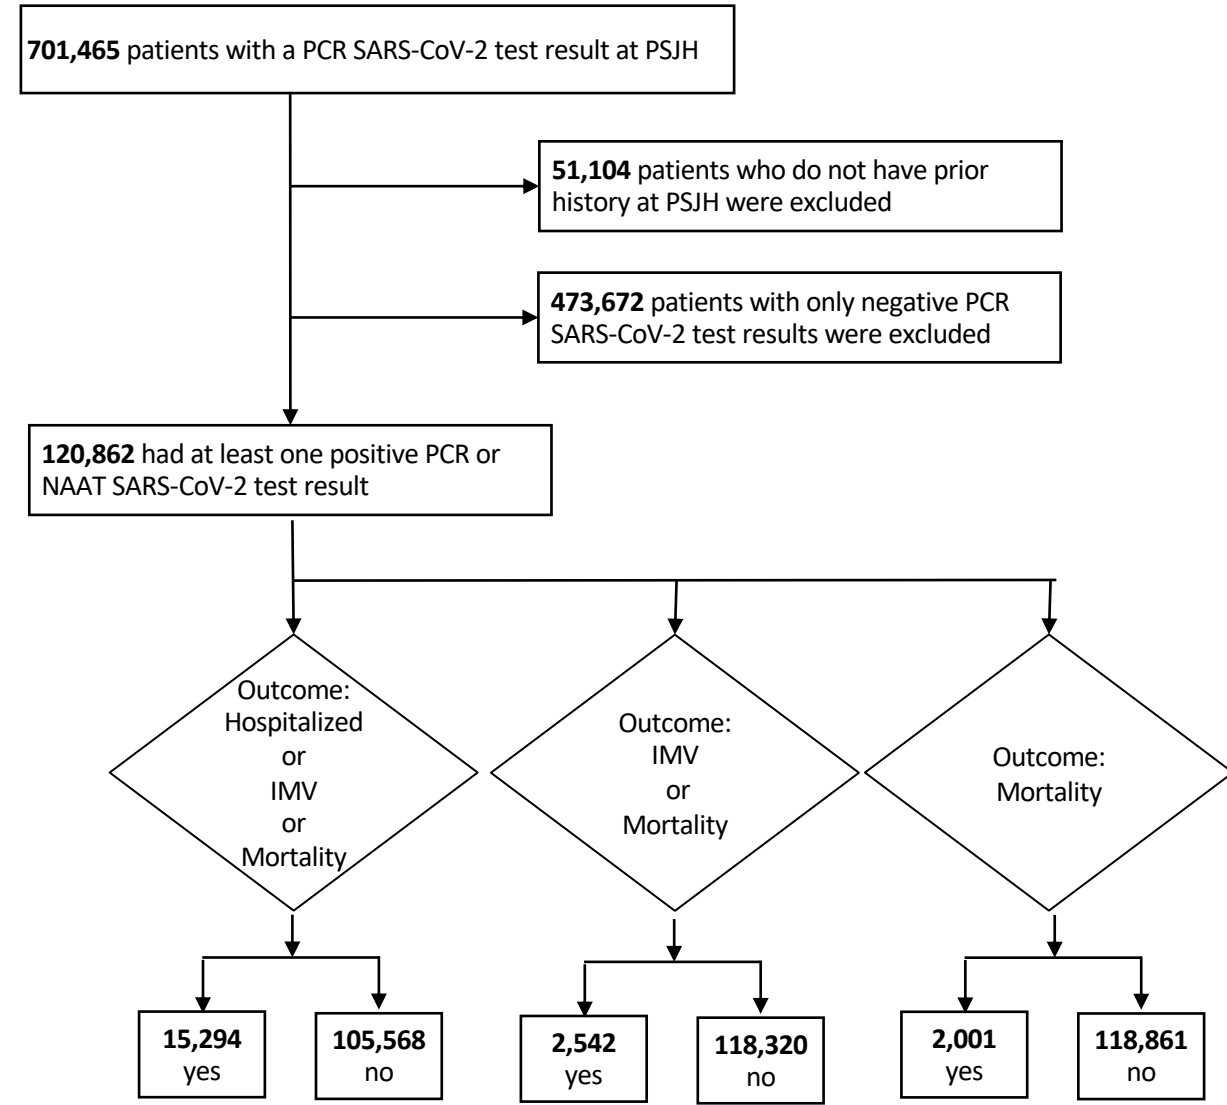 701,465 patients with a PCR SARS-CoV-2 test result at PSJH
51,104 patients who do not have prior
history at PSJH were excluded
473,672 patients with only negative PCR
SARS-CoV-2 test results were excluded
120,862 had at least one positive PCR or
NAAT SARS-CoV-2 test result
Outcome:
Hospitalized
or
IMV
or
Mortality
Outcome:
IMV
or
Mortality
Outcome:
Mortality
15,294
yes
105,568
no
2,542
yes
118,320
no
2,001
yes
118,861
no